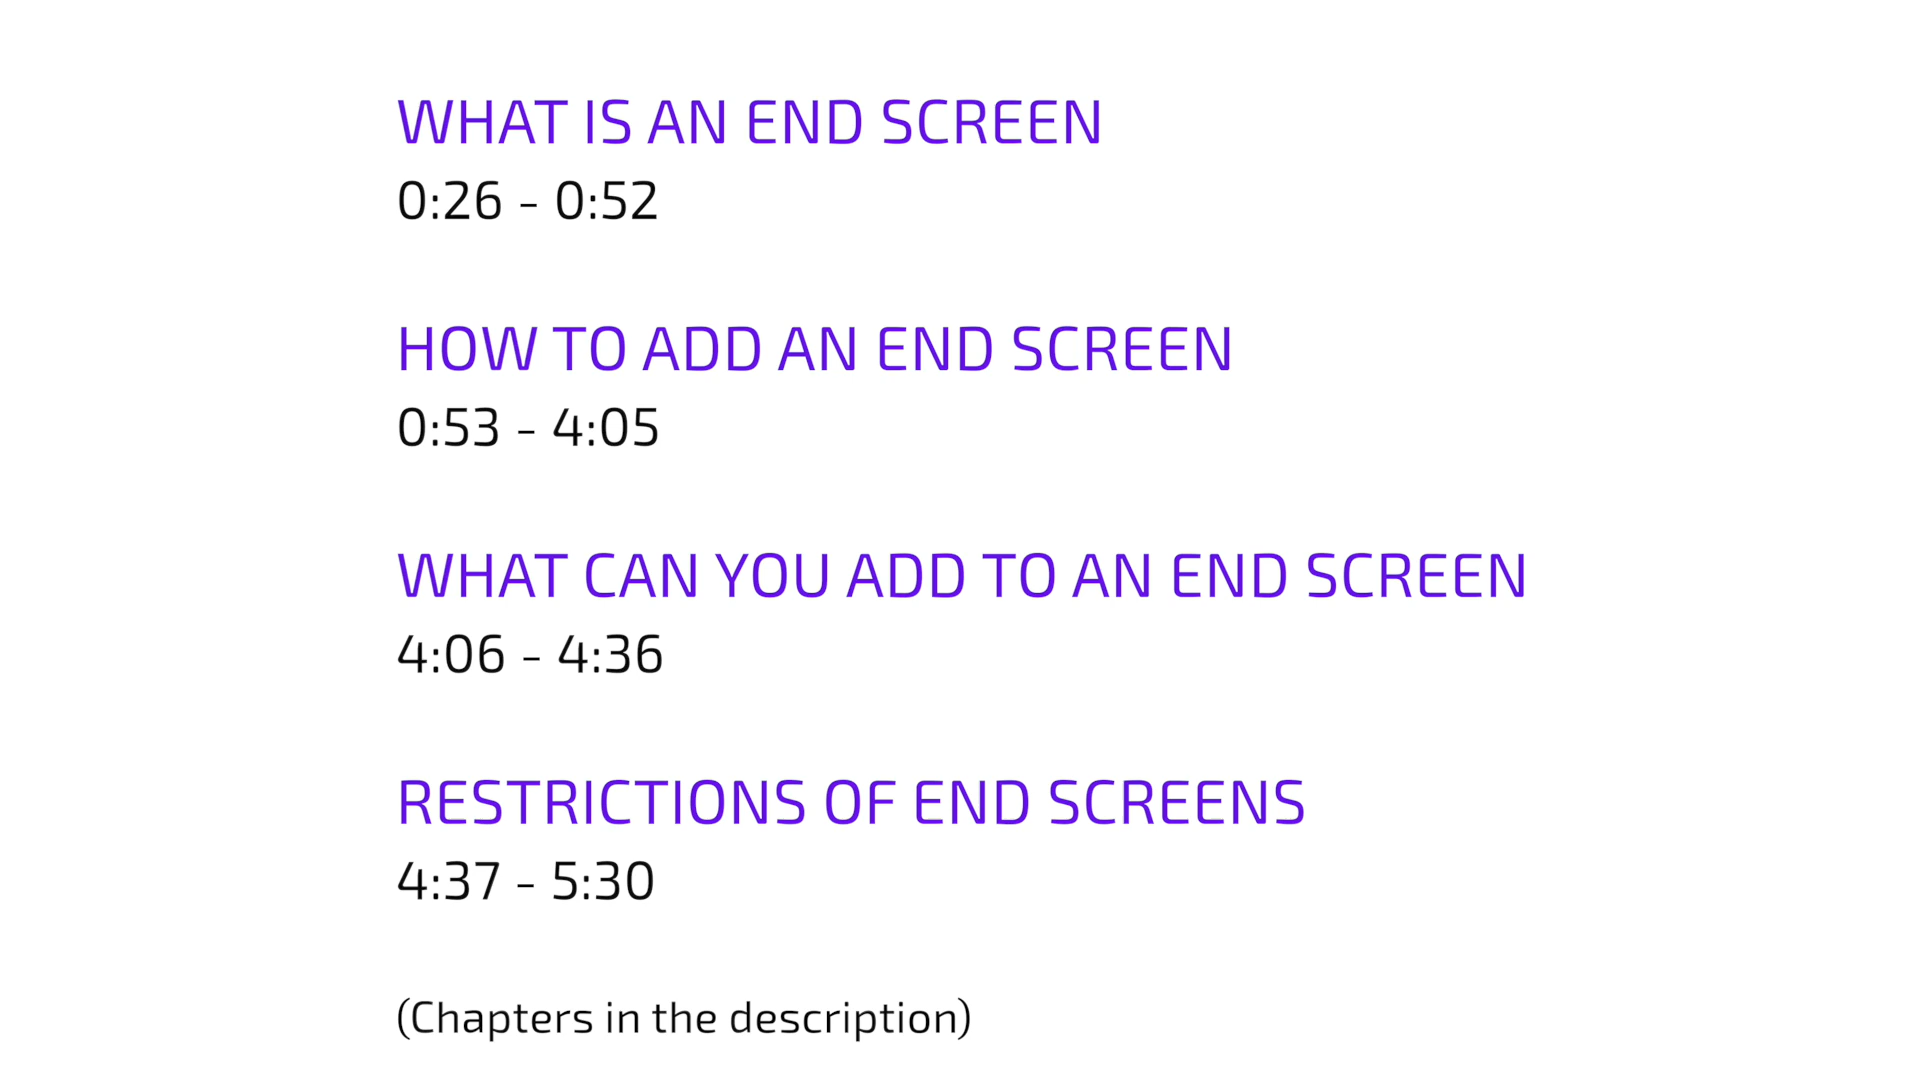 WHAT IS AN END SCREEN
0:26 - 0:52
HOW TO ADD AN END SCREEN
0:53 - 4:05
WHAT CAN YOU ADD TO AN END SCREEN
4:06 - 4:36
RESTRICTIONS OF END SCREENS
4:37 - 5:30
(Chapters in the description)